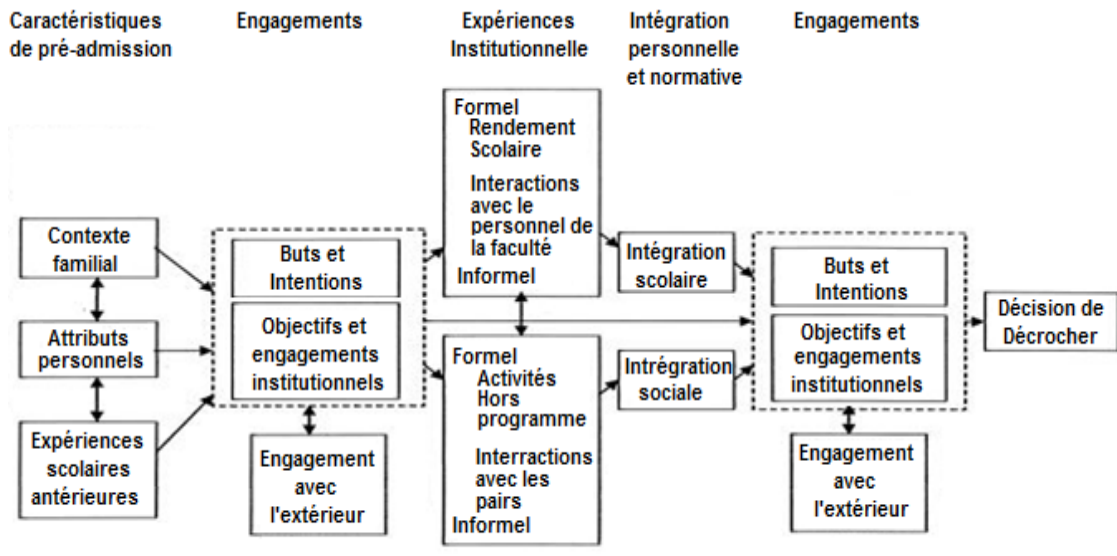 Caractéristiques
de pré-admission
Engagements
Expériences
Institutionnelle
Intégration
personnelle
et normative
Engagements
Contexte
familial
Attributs
personnels
Expériences
scolaires
antérieures
Buts et
Intentions
Objectifs et
engagements
institutionnels
Engagement
avec
l'extérieur
Formel
Rendement
Scolaire
Interactions
avec le
personnel de
la faculté
Informel
Formel
Activités
Hors
programme
Interractions
avec les
pairs
Informel
Intégration
scolaire
Intrégration
sociale
Buts et
Intentions
Objectifs et
engagements
institutionnels
Engagement
avec
l'extérieur
Décision de
Décrocher